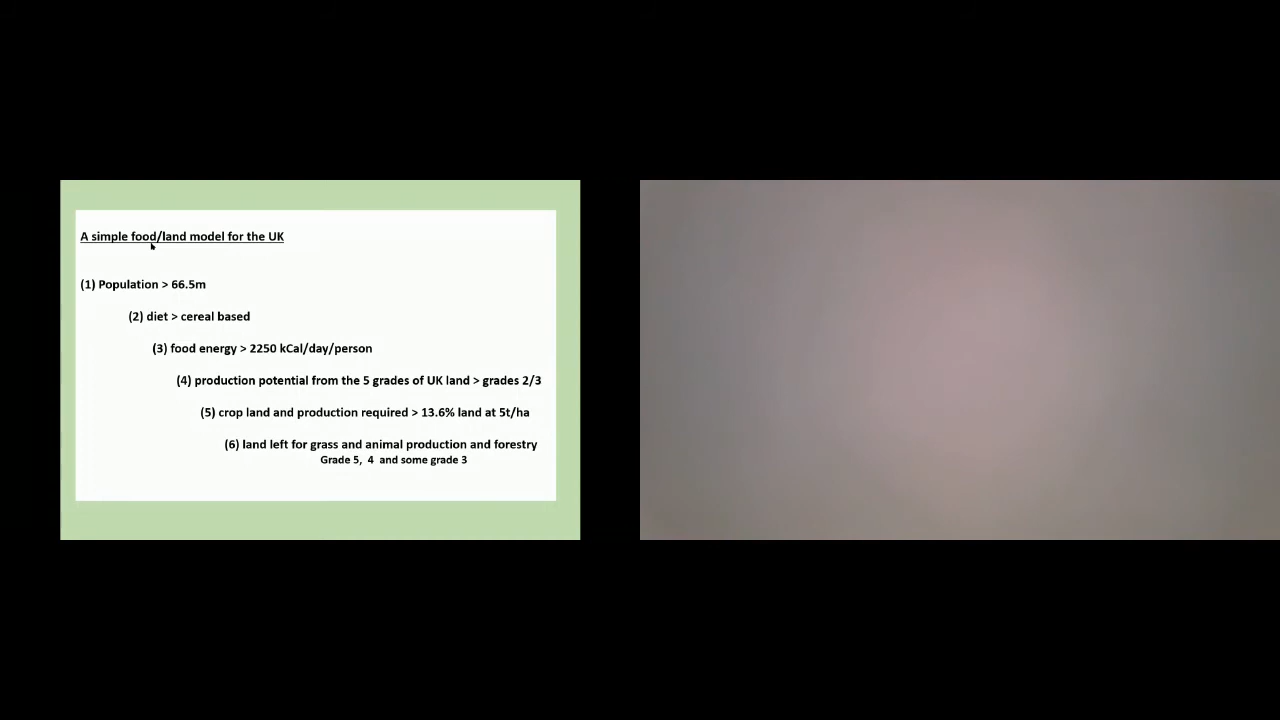 A simple food/land model for the UK
(1) Population > 66.5m
(2) diet > cereal based
(3) food energy > 2250 kCal/day/person
(4) production potential from the 5 grades of UK land > grades 2/3
(5) crop land and production required > 13.6% land at 5t/ha
(6) land left for grass and animal production and forestry
Grade 5, 4 and some grade 3